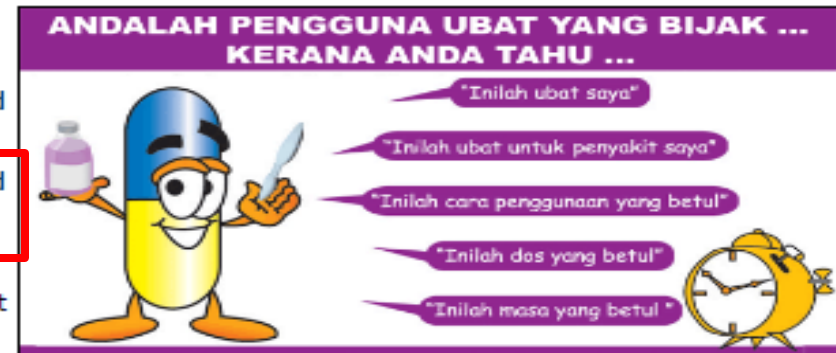 ANDALAH PENGGUNA UBAT YANG BIJAK ...
KERANA ANDA TAHU ...
"Inilah ubat saya"
"Inilah ubat untuk penyakit saya"
"Inilah cara penggunaan yang betul"
"Inilah dos yang betul"
"Inilah masa yang betul "